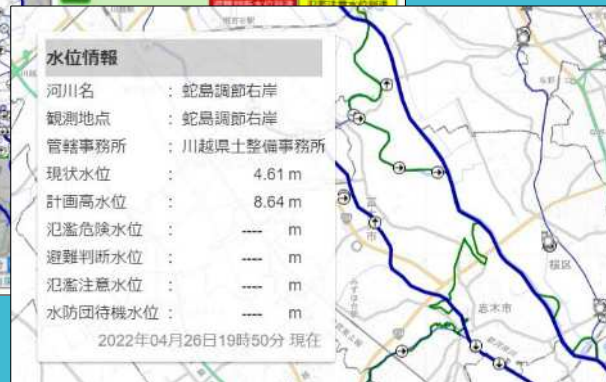 水位情報
河川名 : 蛇島調節右岸
観測地点 : 蛇島調節右岸
管轄事務所 : 川越県土整備事務所
現状水位 : 4.61 m
計画高水位 : 8.64 m
氾濫危険水位 : ---- m
避難判断水位 : ---- m
氾濫注意水位 : ---- m
水防団待機水位 : ---- m
2022年04月26日19時50分 現在
桜区
志木市